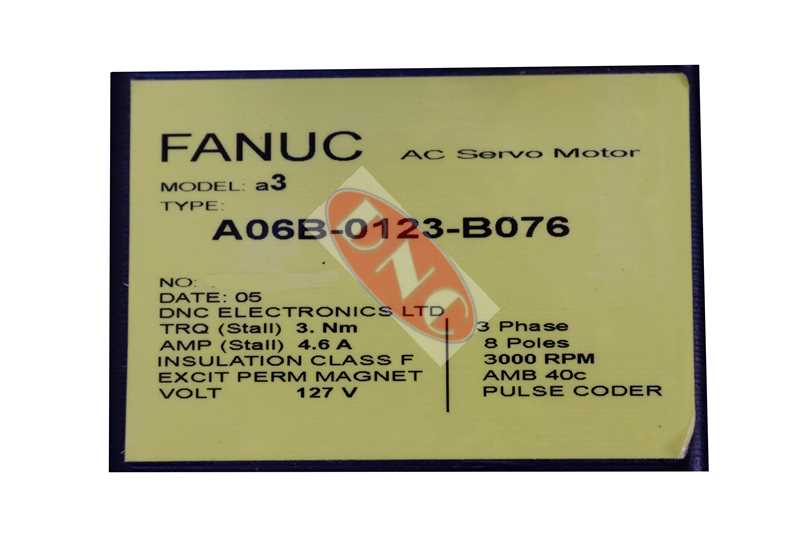 FANUC AC Servo Motor
MODEL: a3
TYPE:
A06B-0123-B076
DNC
NO:
DATE: 05
DNC ELECTRONICS LTD
TRQ (Stall) 3. Nm
AMP (Stall) 4.6 A
INSULATION CLASS F
EXCIT PERM MAGNET
VOLT 127 V
3 Phase
8 Poles
3000 RPM
AMB 40c
PULSE CODER